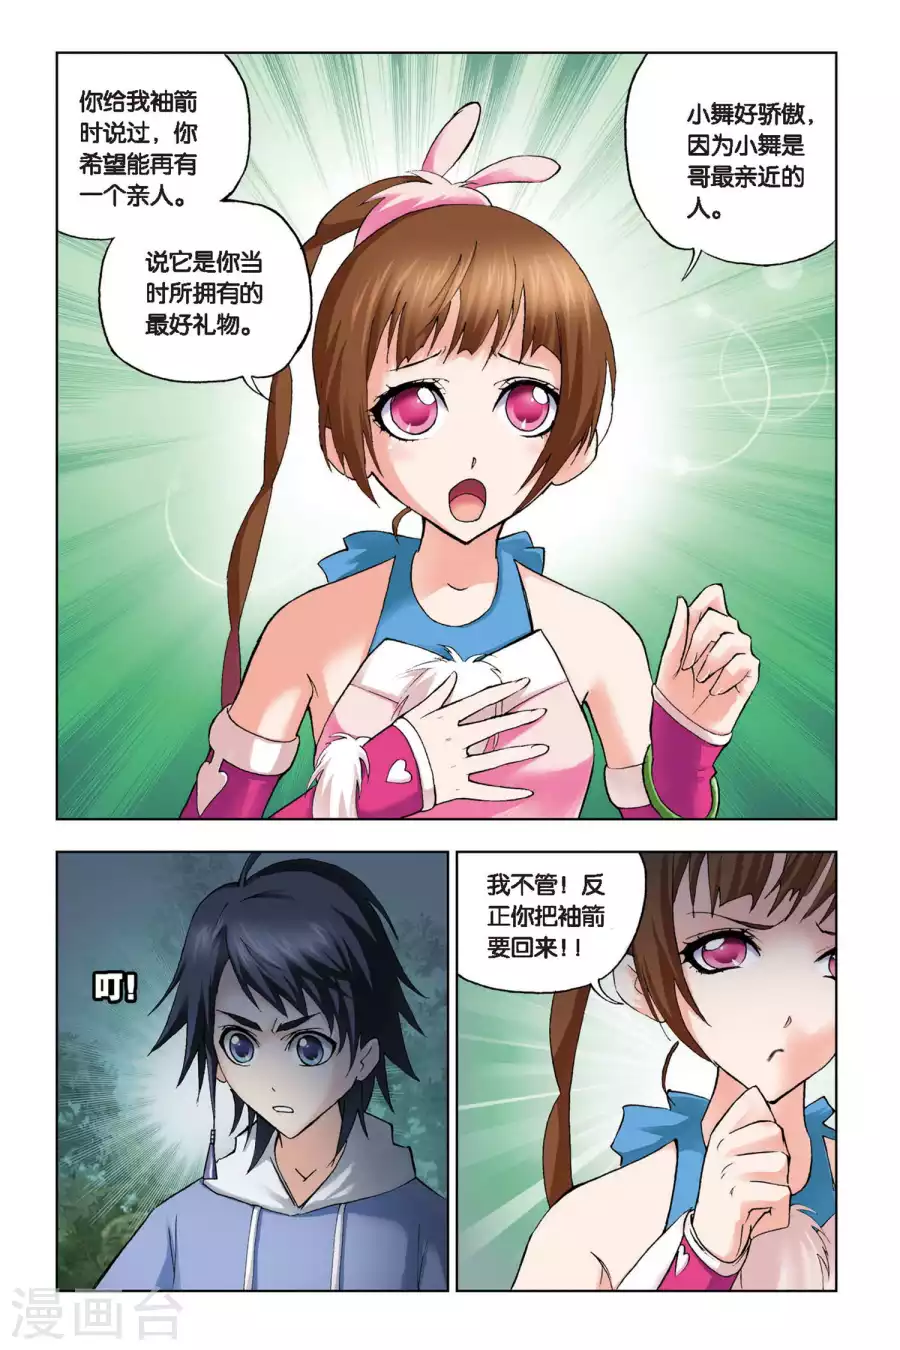 你给我袖箭
时说过，你
希望能再有
一个亲人。
说它是你当
时所拥有的
最好礼物。
小舞好骄傲，
因为小舞是
哥最亲近的
人。
叮！
我不管！反
正你把袖箭
要回来！！
漫画台